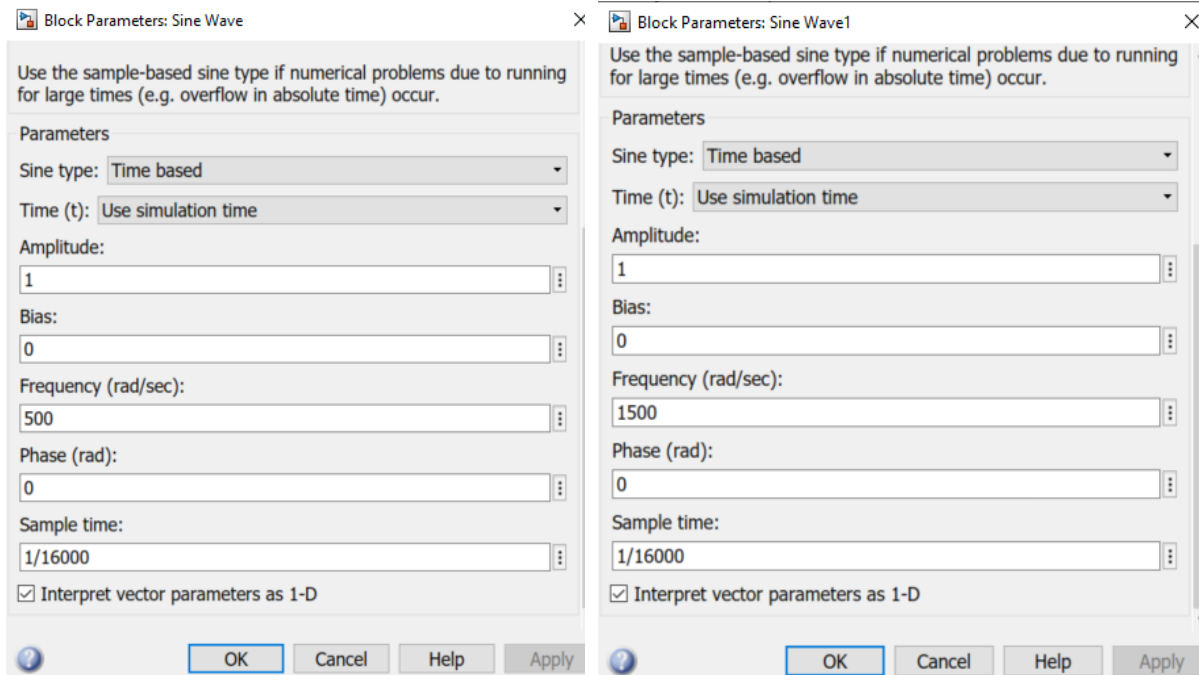 Block Parameters: Sine Wave
Use the sample-based sine type if numerical problems due to running
for large times (e.g. overflow in absolute time) occur.
Parameters
Sine type: Time based
Time (t): Use simulation time
Amplitude:
1
Bias:
0
Frequency (rad/sec):
500
Phase (rad):
0
Sample time:
1/16000
Interpret vector parameters as 1-D
OK Cancel Help Apply
Block Parameters: Sine Wave1
Use the sample-based sine type if numerical problems due to running
for large times (e.g. overflow in absolute time) occur.
Parameters
Sine type: Time based
Time (t): Use simulation time
Amplitude:
1
Bias:
0
Frequency (rad/sec):
1500
Phase (rad):
0
Sample time:
1/16000
Interpret vector parameters as 1-D
OK Cancel Help Apply